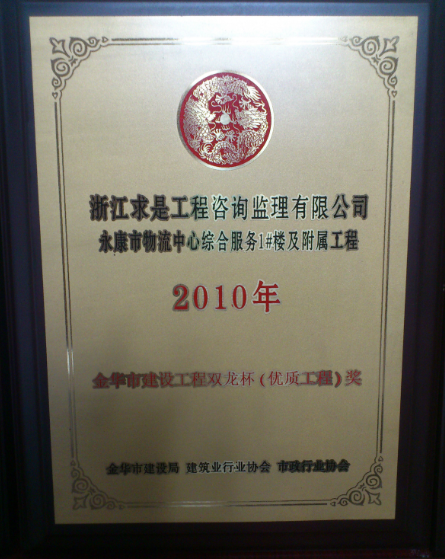 浙江求是工程咨询监理有限公司
永康市物流中心综合服务1#楼及附属工程
2010年
金华市建设工程双龙杯(优质工程)奖
金华市建设局 建筑业行业协会 市政行业协会